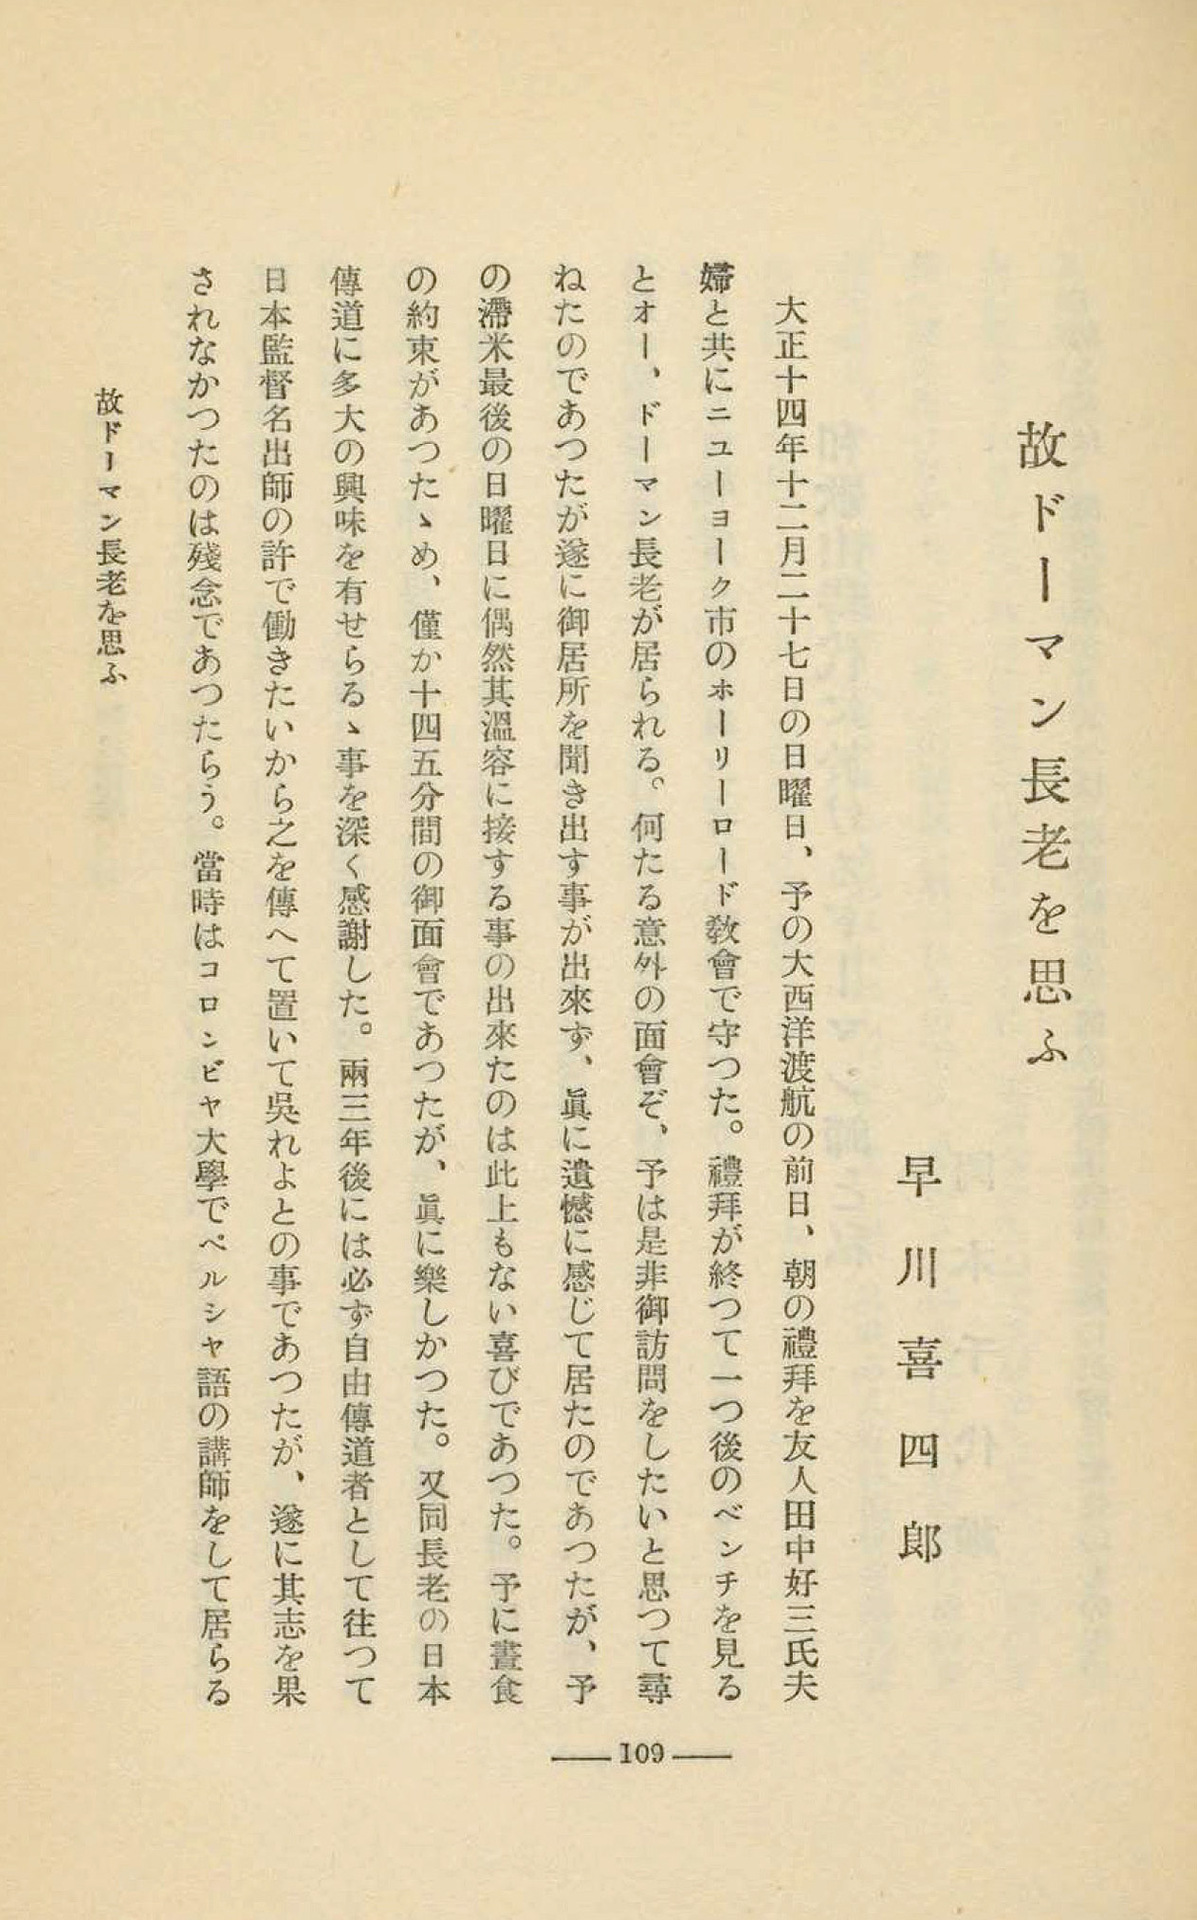 故ドーマン長老を思ふ
早川喜四郎
大正十四年十二月二十七日の日曜日、予の大西洋渡航の前日、朝の禮拜を友人田中好三氏夫
婦と共にニューヨーク市のホーリーロード敎會で守つた。禮拜が終つて一つ後のベンチを見る
とオー、ドーマン長老が居られる。何たる意外の面會ぞ、予は是非御訪問をしたいと思つて尋
ねたのであつたが遂に御居所を聞き出す事が出來ず、眞に遺憾に感じて居たのであつたが、予
の滯米最後の日曜日に偶然其溫容に接する事の出來たのは此上もない喜びであつた。予に晝食
の約束があつたゝめ、僅か十四五分間の御面會であつたが、眞に樂しかつた。又同長老の日本
傳道に多大の興味を有せらるゝ事を深く感謝した。兩三年後には必ず自由傳道者として往つて
日本監督名出師の許で働きたいから之を傳へて置いて吳れよとの事であつたが、遂に其志を果
されなかつたのは殘念であつたらう。當時はコロンビヤ大學でペルシヤ語の講師をして居らる
故ドーマン長老を思ふ
109